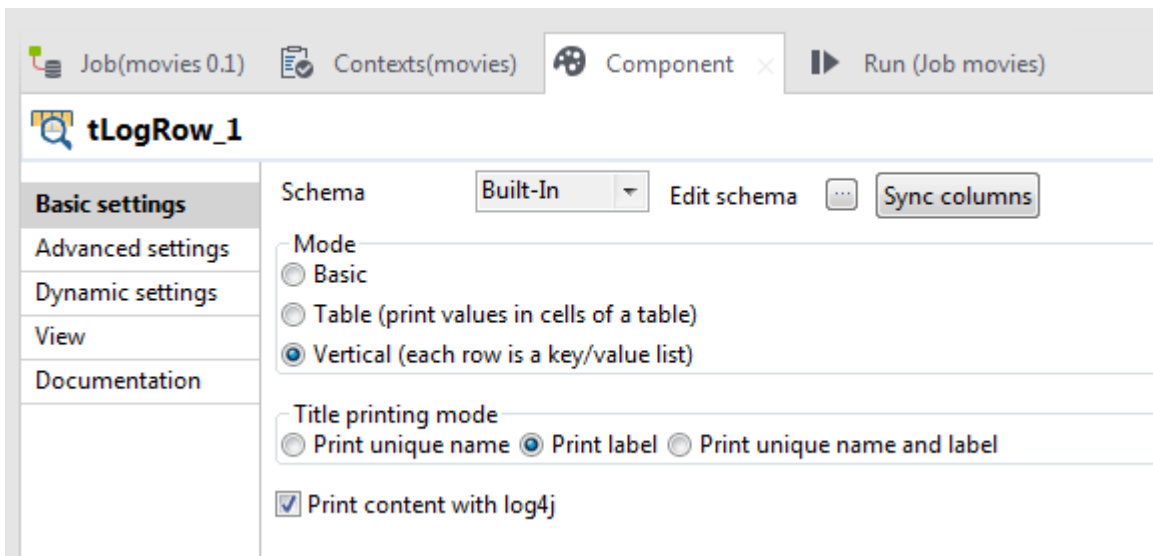 Job(movies 0.1) Contexts(movies) Component Run (Job movies)
tLogRow_1
Basic settings
Advanced settings
Dynamic settings
View
Documentation
Schema Built-In Edit schema ... Sync columns
Mode
Basic
Table (print values in cells of a table)
Vertical (each row is a key/value list)
Title printing mode
Print unique name Print label Print unique name and label
Print content with log4j